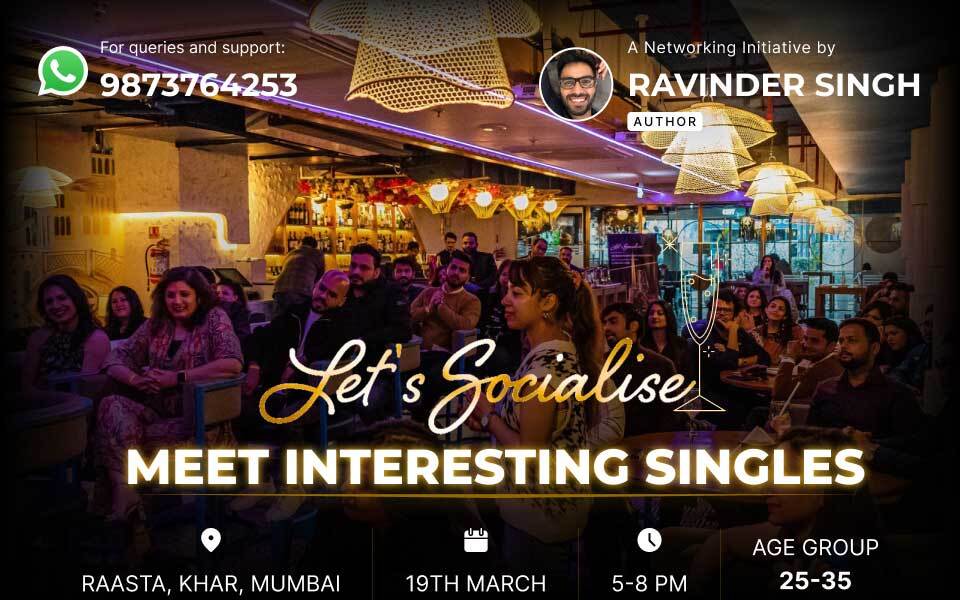 For queries and support:
9873764253
A Networking Initiative by
RAVINDER SINGH
AUTHOR
Let's Socialise
MEET INTERESTING SINGLES
RAASTA, KHAR, MUMBAI
19TH MARCH
5-8 PM
AGE GROUP
25-35